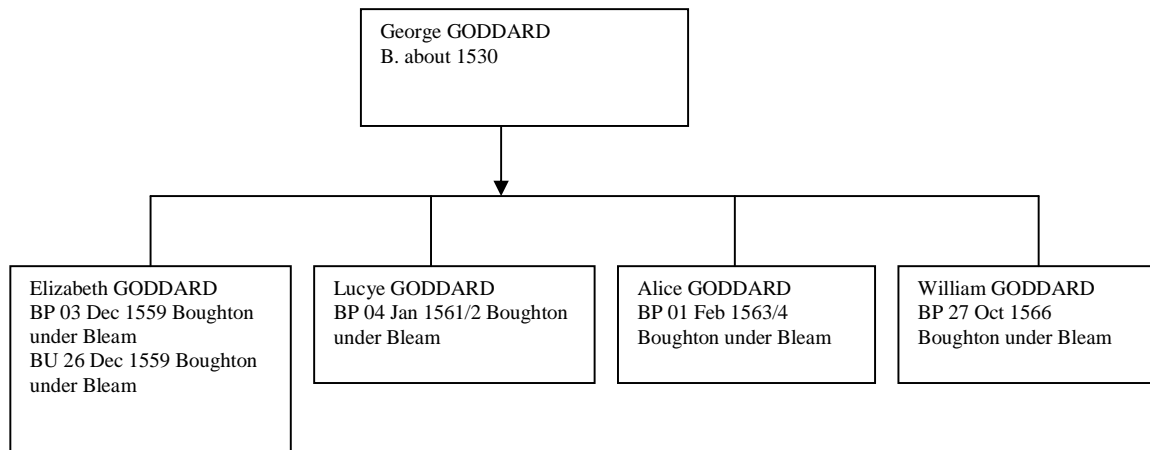 George GODDARD
B. about 1530
Elizabeth GODDARD
BP 03 Dec 1559 Boughton
under Bleam
BU 26 Dec 1559 Boughton
under Bleam
Lucye GODDARD
BP 04 Jan 1561/2 Boughton
under Bleam
Alice GODDARD
BP 01 Feb 1563/4
Boughton under Bleam
William GODDARD
BP 27 Oct 1566
Boughton under Bleam